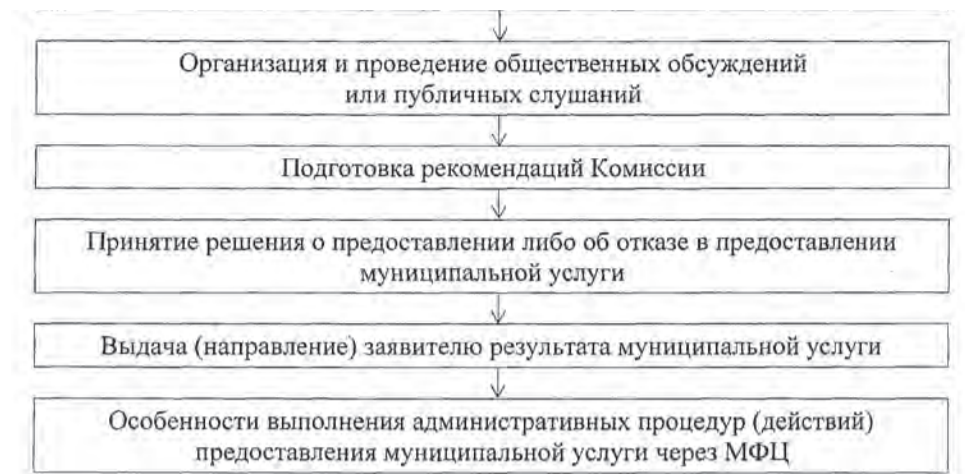 Организация и проведение общественных обсуждений
или публичных слушаний
Подготовка рекомендаций Комиссии
Принятие решения о предоставлении либо об отказе в предоставлении
муниципальной услуги
Выдача (направление) заявителю результата муниципальной услуги
Особенности выполнения административных процедур (действий)
предоставления муниципальной услуги через МФЦ